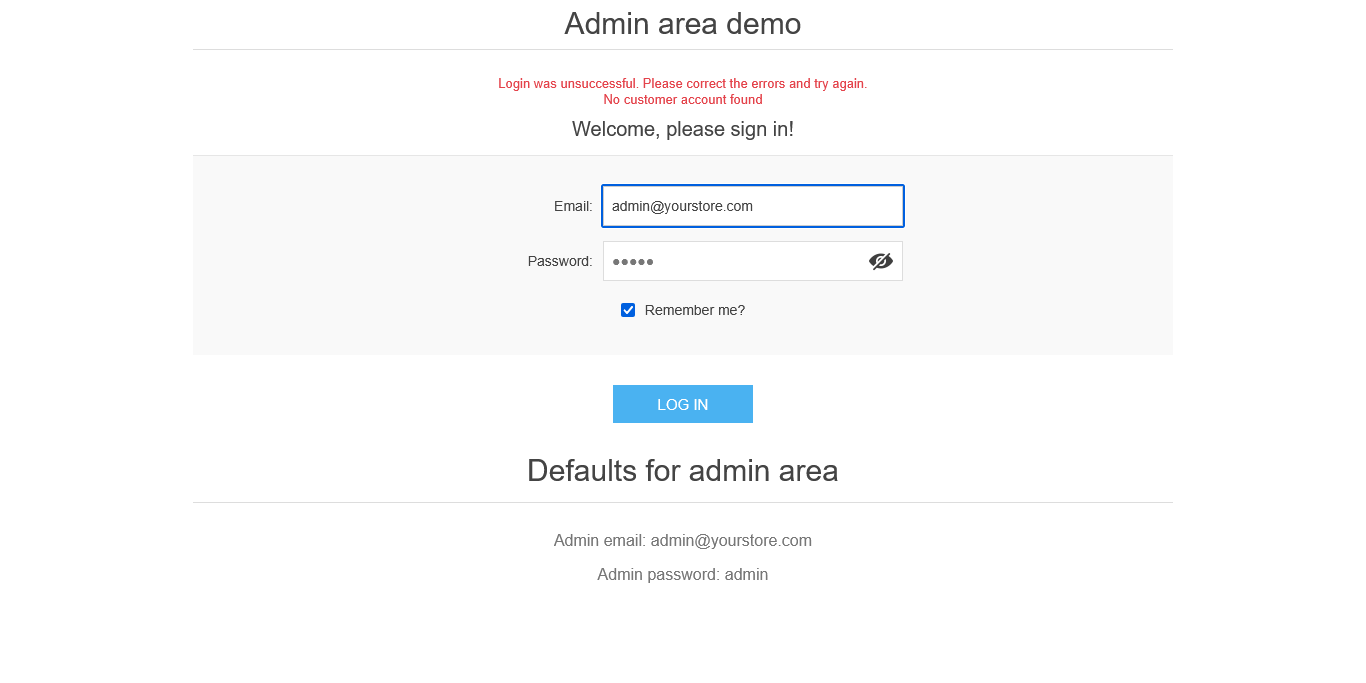 Admin area demo
Login was unsuccessful. Please correct the errors and try again.
No customer account found
Welcome, please sign in!
Email: admin@yourstore.com
Password: •••••
Remember me?
LOG IN
Defaults for admin area
Admin email: admin@yourstore.com
Admin password: admin